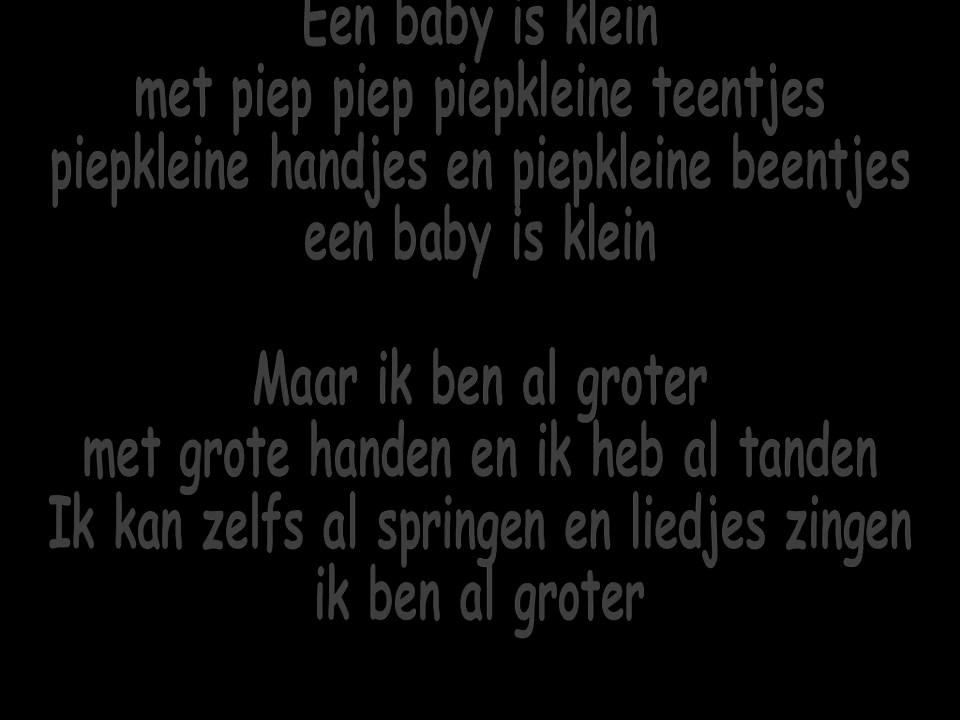 Een baby is klein
met piep piep piepkleine teentjes
piepkleine handjes en piepkleine beentjes
een baby is klein
Maar ik ben al groter
met grote handen en ik heb al tanden
Ik kan zelfs al springen en liedjes zingen
ik ben al groter